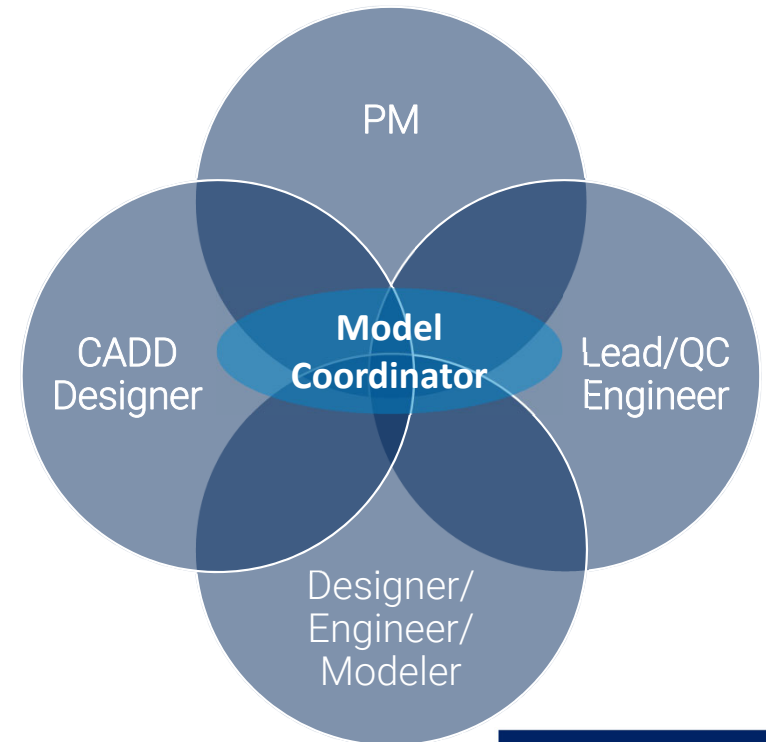 PM
CADD
Designer
Model
Coordinator
Lead/QC
Engineer
Designer/
Engineer/
Modeler